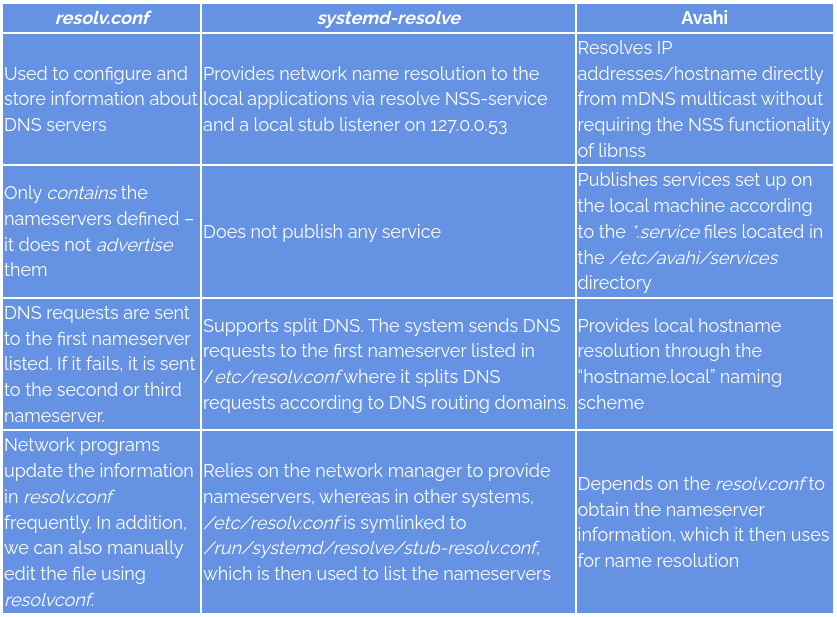 resolv.conf
systemd-resolve
Avahi
Used to configure and
store information about
DNS servers
Provides network name resolution to the
local applications via resolve NSS-service
and a local stub listener on 127.0.0.53
Resolves IP
addresses/hostname directly
from mDNS multicast without
requiring the NSS functionality
of libnss
Only contains the
nameservers defined –
it does not advertise
them
Does not publish any service
Publishes services set up on
the local machine according
to the *.service files located in
the /etc/avahi/services
directory
DNS requests are sent
to the first nameserver
listed. If it fails, it is sent
to the second or third
nameserver.
Supports split DNS. The system sends DNS
requests to the first nameserver listed in
/etc/resolv.conf where it splits DNS
requests according to DNS routing domains.
Provides local hostname
resolution through the
“hostname.local” naming
scheme
Network programs
update the information
in resolv.conf
frequently. In addition,
we can also manually
edit the file using
resolvconf.
Relies on the network manager to provide
nameservers, whereas in other systems,
/etc/resolv.conf is symlinked to
/run/systemd/resolve/stub-resolv.conf,
which is then used to list the nameservers
Depends on the resolv.conf to
obtain the nameserver
information, which it then uses
for name resolution